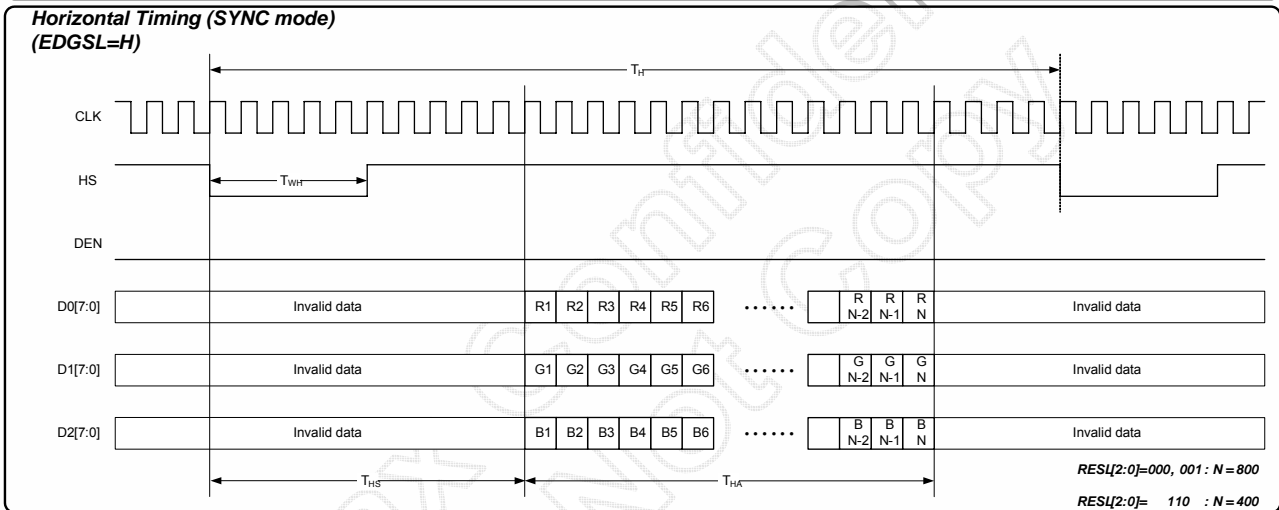 Horizontal Timing (SYNC mode)
(EDGSL=H)
TH
CLK
HS
TWH
DEN
D0[7:0] Invalid data R1 R2 R3 R4 R5 R6 ...... R N-2 R N-1 R N Invalid data
D1[7:0] Invalid data G1 G2 G3 G4 G5 G6 ...... G N-2 G N-1 G N Invalid data
D2[7:0] Invalid data B1 B2 B3 B4 B5 B6 ...... B N-2 B N-1 B N Invalid data
THS THA
RESL[2:0]=000, 001 : N = 800
RESL[2:0]= 110 : N = 400
Not Copy